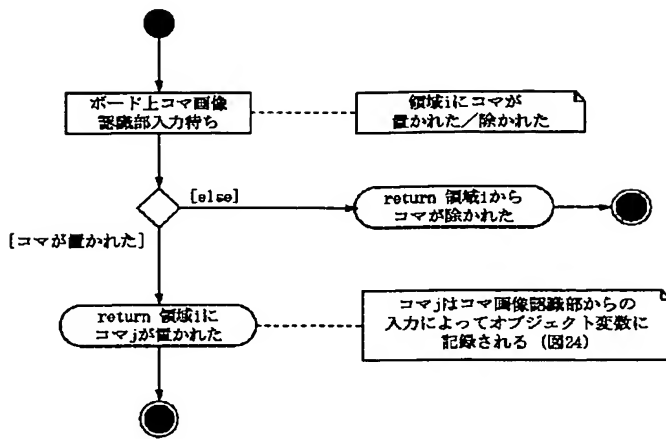 ボード上コマ画像
認識部入力待ち
領域iにコマが
置かれた／除かれた
[else]
return 領域iから
コマが除かれた
[コマが置かれた]
return 領域iに
コマjが置かれた
コマjはコマ画像認識部からの
入力によってオブジェクト変数に
記録される (図24)